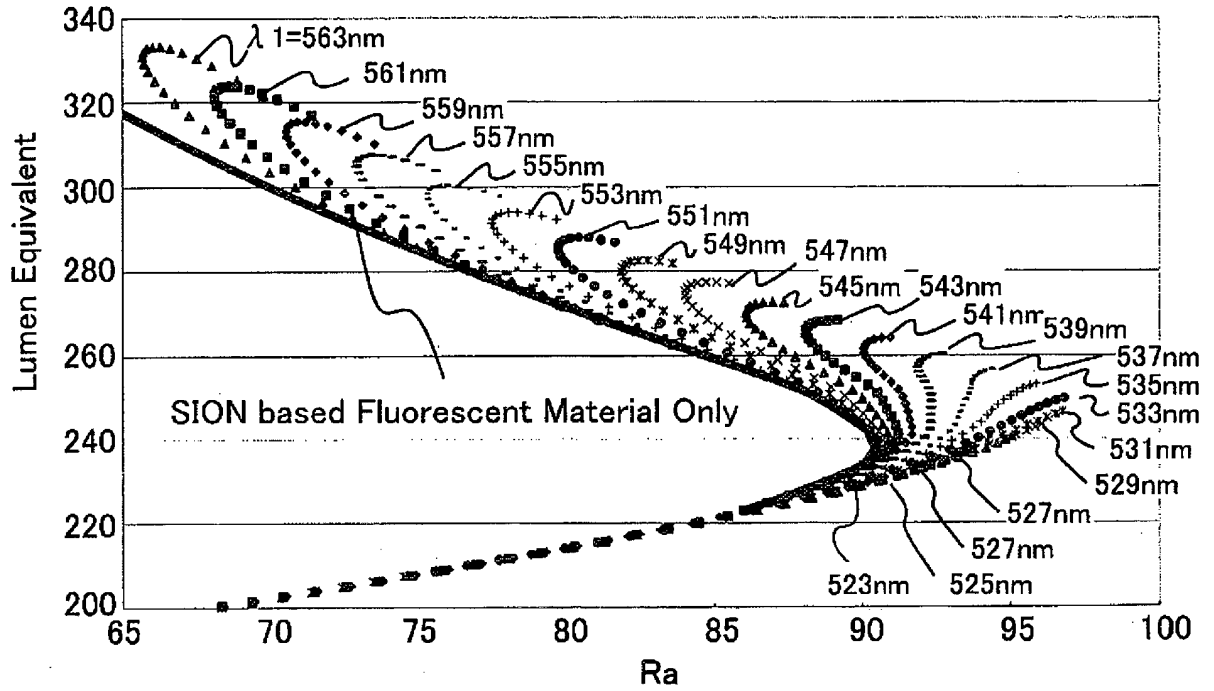 340
320
300
280
260
240
220
200
Lumen Equivalent
λ 1=563nm
561nm
559nm
557nm
555nm
553nm
551nm
549nm
547nm
545nm
543nm
541nm
539nm
537nm
535nm
533nm
531nm
529nm
527nm
527nm
525nm
523nm
SION based Fluorescent Material Only
65
70
75
80
85
90
95
100
Ra